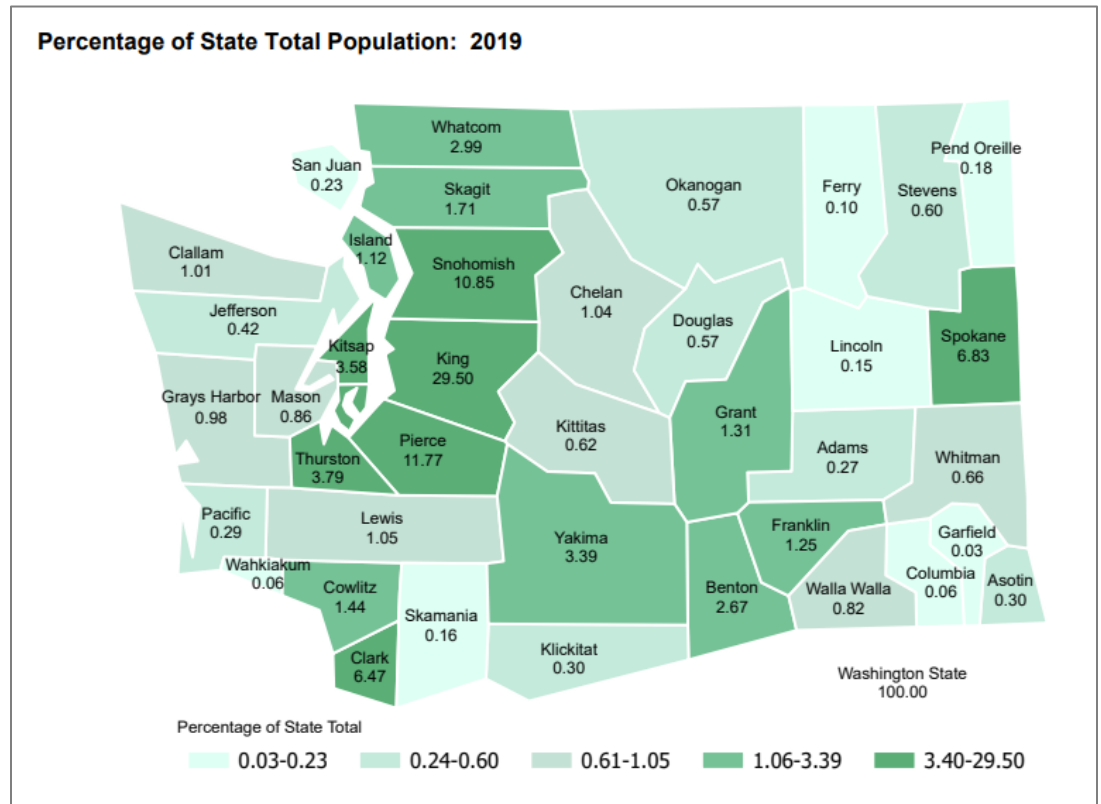 Percentage of State Total Population: 2019
Whatcom
2.99
San Juan
0.23
Skagit
1.71
Okanogan
0.57
Ferry
0.10
Stevens
0.60
Pend Oreille
0.18
Island
1.12
Clallam
1.01
Snohomish
10.85
Chelan
1.04
Jefferson
0.42
Douglas
0.57
Kitsap
3.58
King
29.50
Lincoln
0.15
Spokane
6.83
Grays Harbor
0.98
Mason
0.86
Grant
1.31
Kittitas
0.62
Pierce
11.77
Thurston
3.79
Adams
0.27
Whitman
0.66
Pacific
0.29
Lewis
1.05
Yakima
3.39
Franklin
1.25
Garfield
0.03
Wahkiakum
0.06
Cowlitz
1.44
Skamania
0.16
Benton
2.67
Walla Walla
0.82
Columbia
0.06
Asotin
0.30
Clark
6.47
Klickitat
0.30
Washington State
100.00
Percentage of State Total
0.03-0.23
0.24-0.60
0.61-1.05
1.06-3.39
3.40-29.50